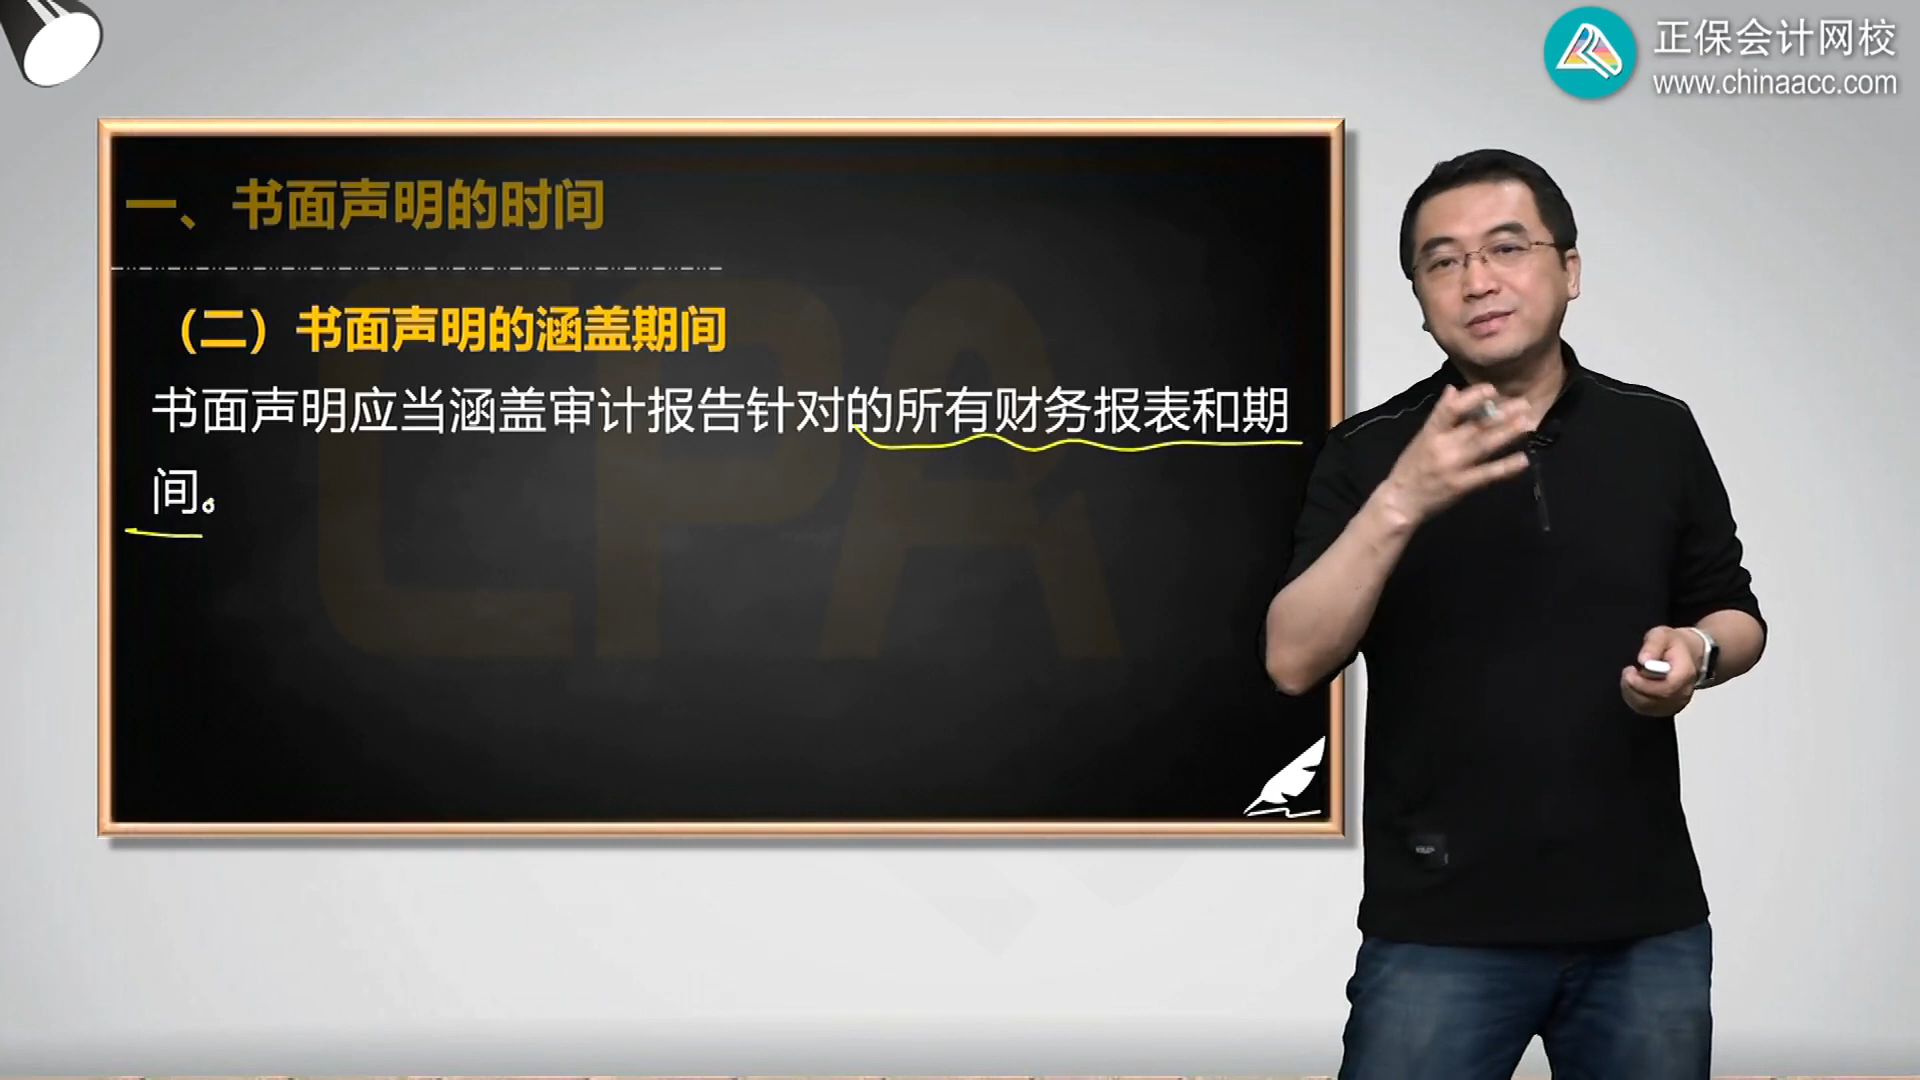 正保会计网校
www.chinaacc.com
一、书面声明的时间
（二）书面声明的涵盖期间
书面声明应当涵盖审计报告针对的所有财务报表和期
间。
CPA